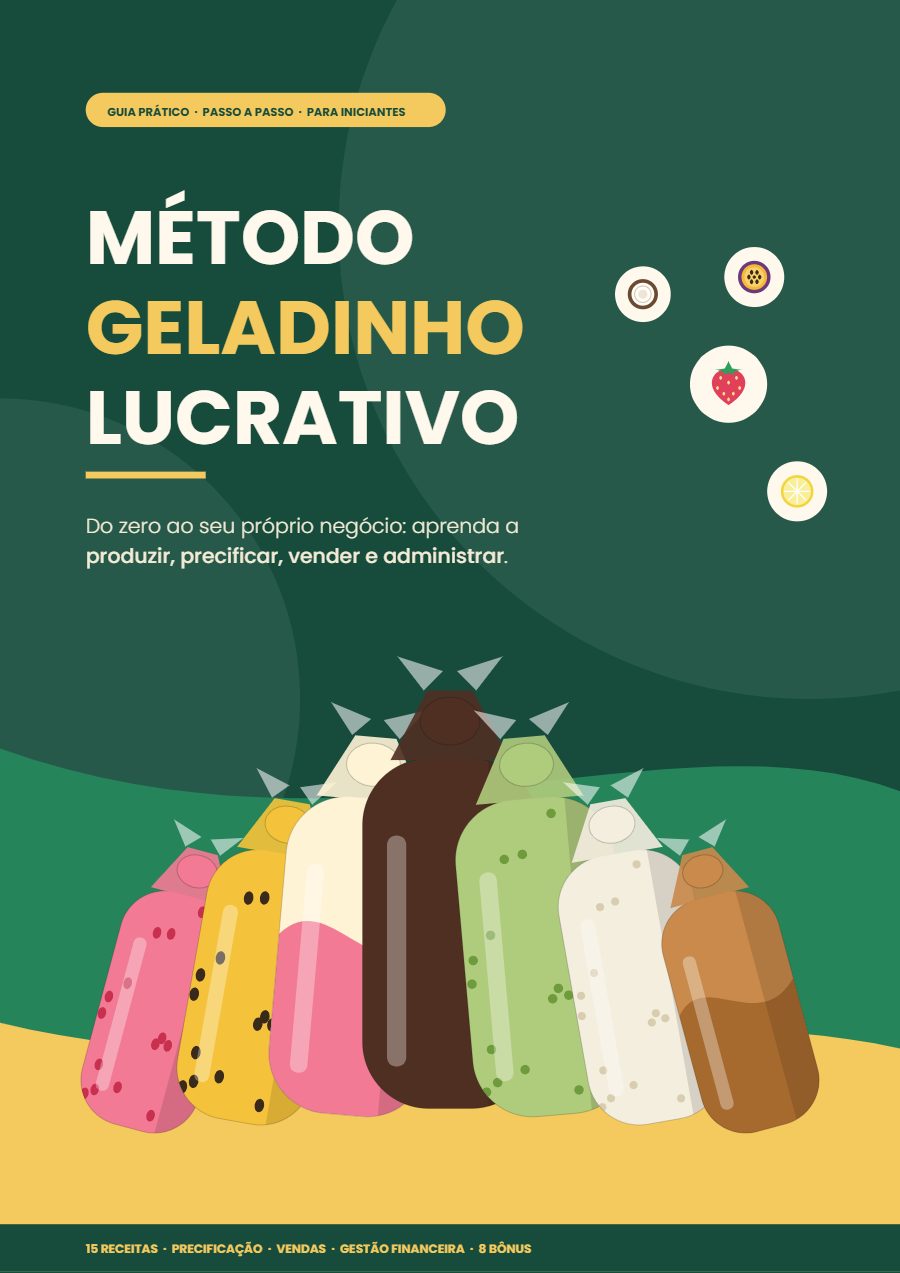 GUIA PRÁTICO · PASSO A PASSO · PARA INICIANTES
MÉTODO
GELADINHO
LUCRATIVO
Do zero ao seu próprio negócio: aprenda a
produzir, precificar, vender e administrar.
15 RECEITAS · PRECIFICAÇÃO · VENDAS · GESTÃO FINANCEIRA · 8 BÔNUS